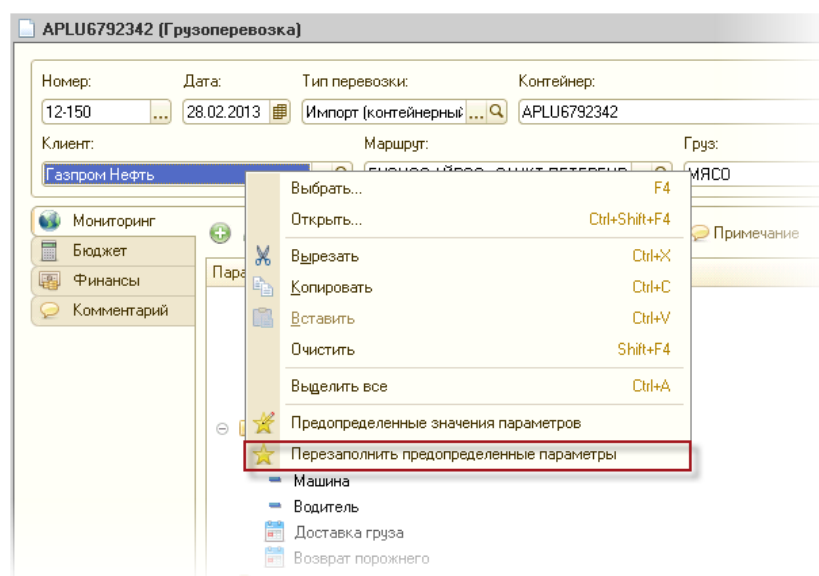 APLU6792342 (Грузоперевозка)
Номер: Дата: Тип перевозки: Контейнер:
12-150 ... 28.02.2013 Импорт (контейнерный ... APLU6792342
Клиент: Маршрут: Груз:
Газпром Нефть МЯСО
Мониторинг
Бюджет
Финансы
Комментарий
Примечание
Пара
Выбрать... F4
Открыть... Ctrl+Shift+F4
Вырезать Ctrl+X
Копировать Ctrl+C
Вставить Ctrl+V
Очистить Shift+F4
Выделить все Ctrl+A
Предопределенные значения параметров
Перезаполнить предопределенные параметры
Машина
Водитель
Доставка груза
Возврат порожнего